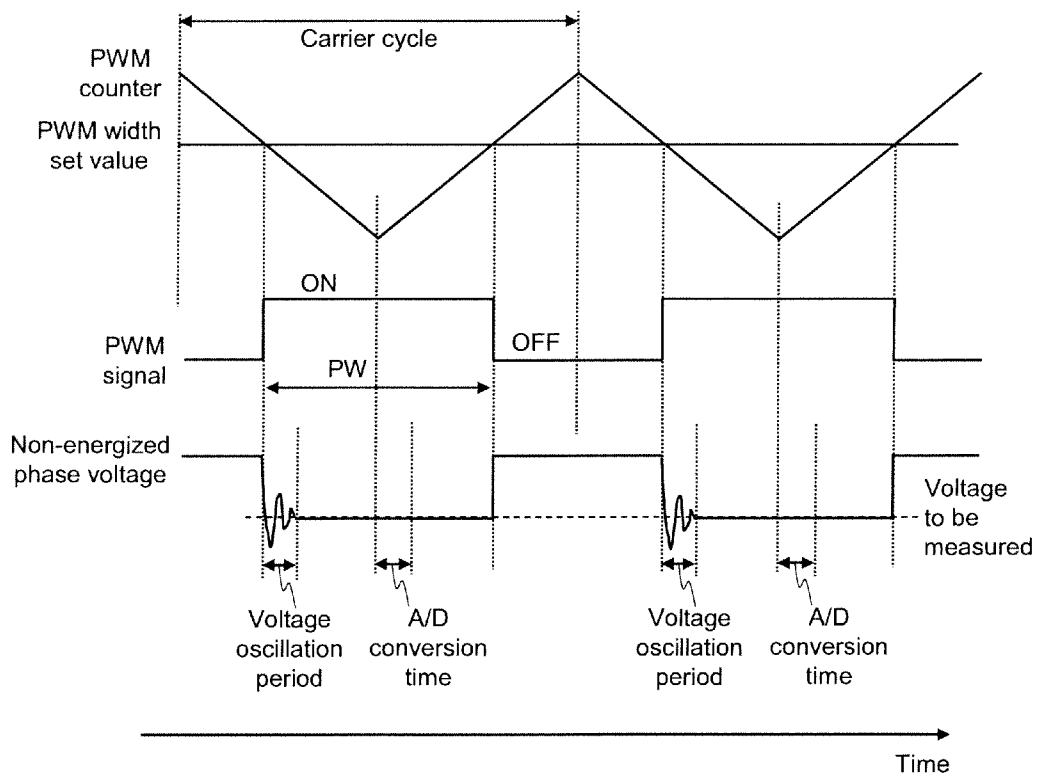 Carrier cycle
PWM
counter
PWM width
set value
ON
OFF
PWM
signal
PW
Non-energized
phase voltage
Voltage
to be
measured
Voltage
oscillation
period
A/D
conversion
time
Voltage
oscillation
period
A/D
conversion
time
Time